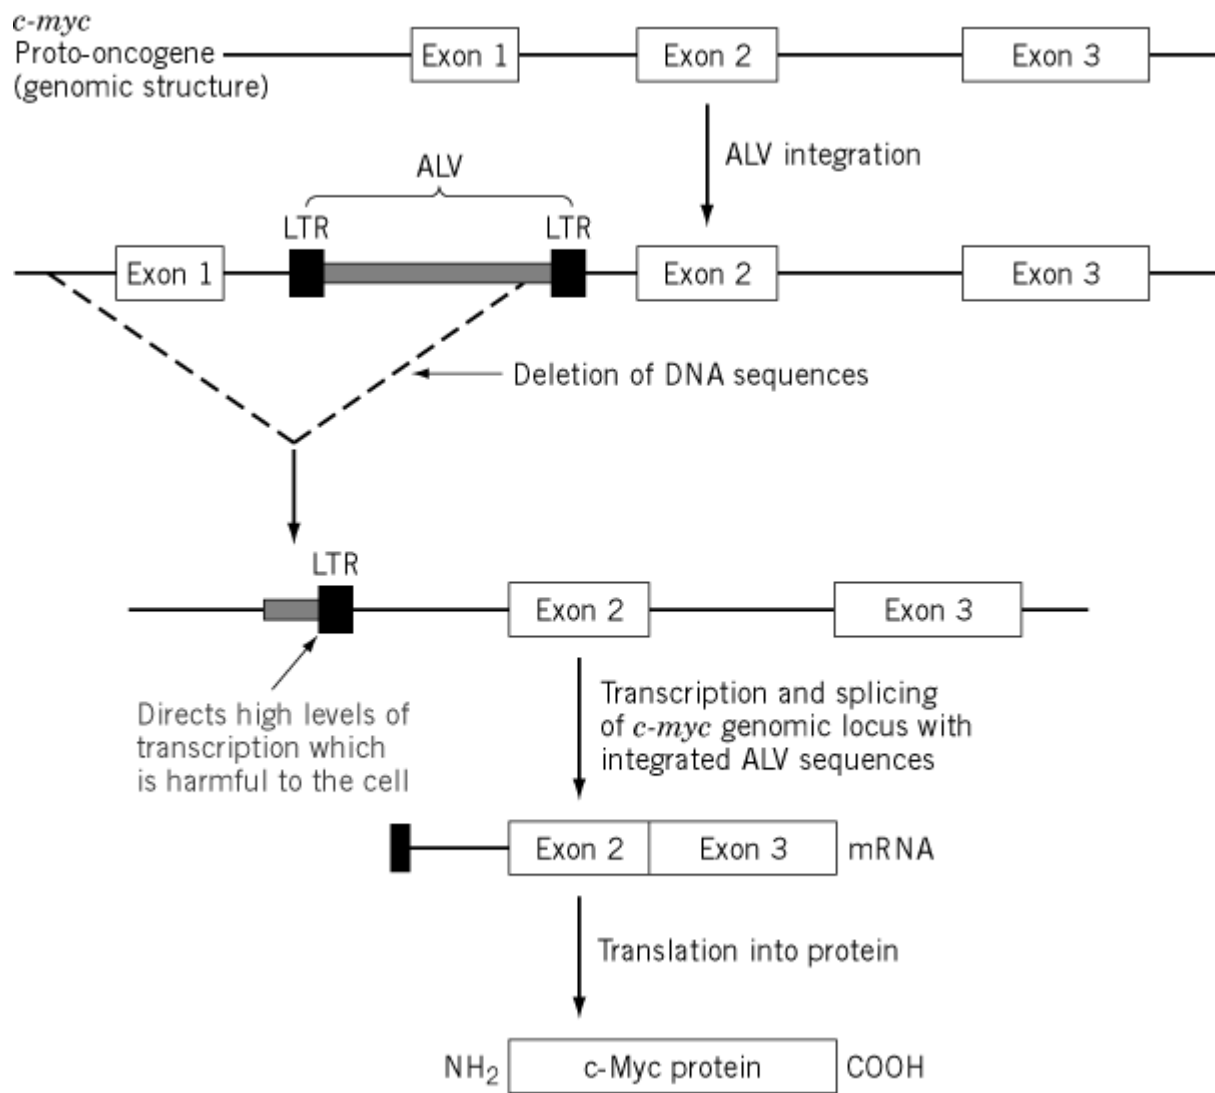 c-myc
Proto-oncogene
(genomic structure)
Exon 1
Exon 2
Exon 3
ALV integration
ALV
LTR
LTR
Exon 1
Exon 2
Exon 3
Deletion of DNA sequences
LTR
Exon 2
Exon 3
Directs high levels of
transcription which
is harmful to the cell
Transcription and splicing
of c-myc genomic locus with
integrated ALV sequences
Exon 2
Exon 3
mRNA
Translation into protein
NH₂
c-Myc protein
COOH